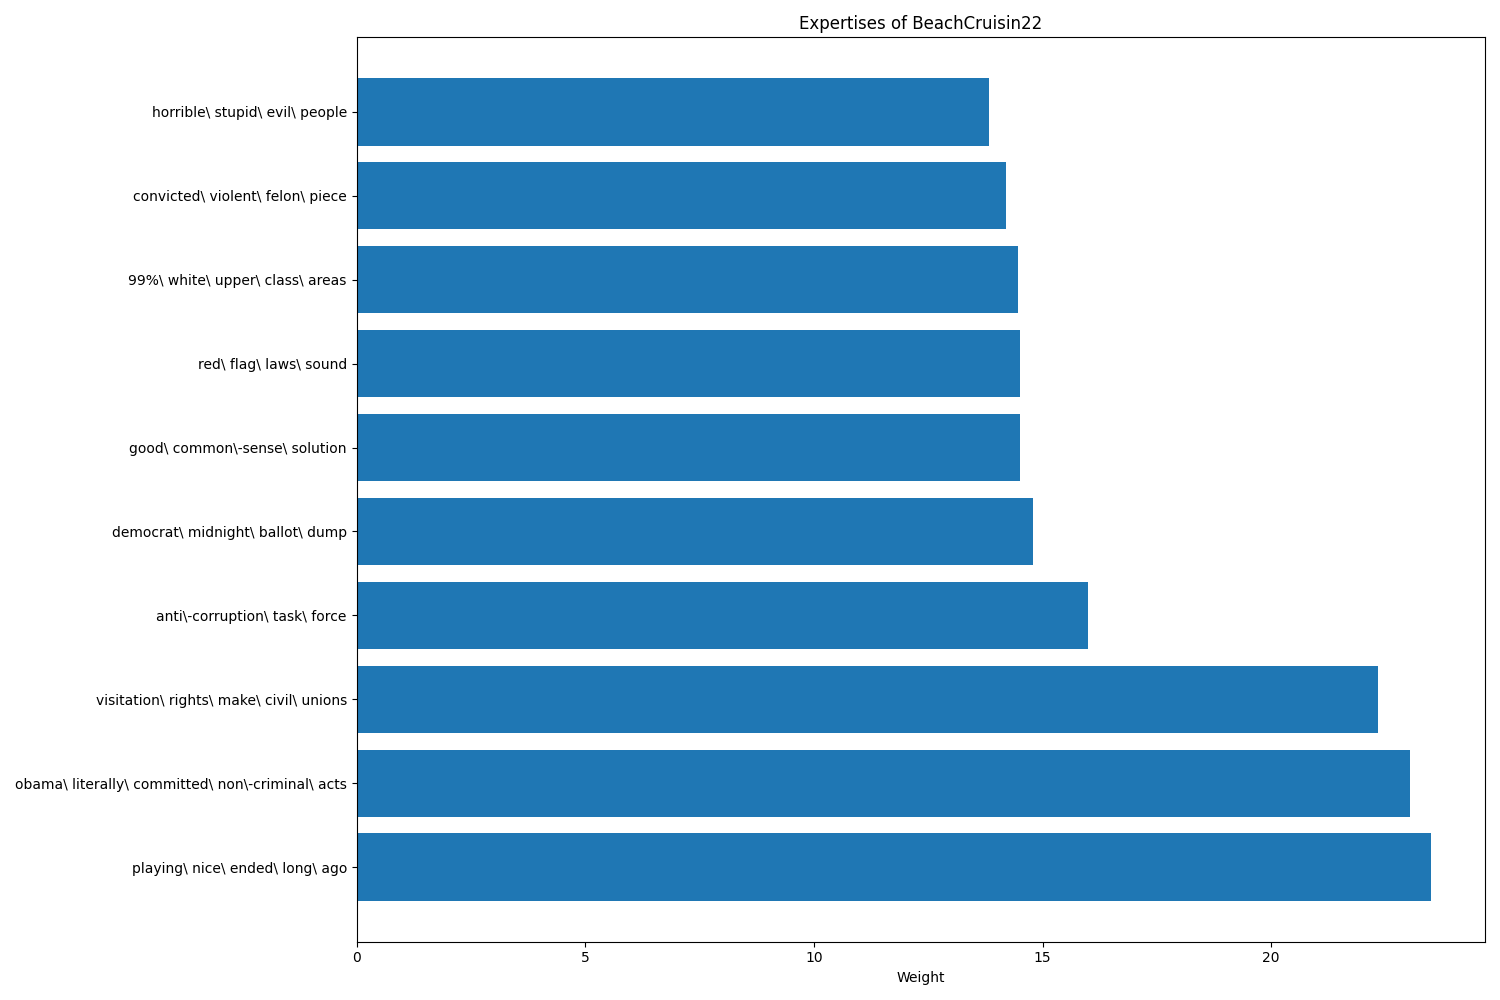 Expertises of BeachCruisin22
horrible\ stupid\ evil\ people
convicted\ violent\ felon\ piece
99%\ white\ upper\ class\ areas
red\ flag\ laws\ sound
good\ common\-sense\ solution
democrat\ midnight\ ballot\ dump
anti\-corruption\ task\ force
visitation\ rights\ make\ civil\ unions
obama\ literally\ committed\ non\-criminal\ acts
playing\ nice\ ended\ long\ ago
0 5 10 15 20
Weight